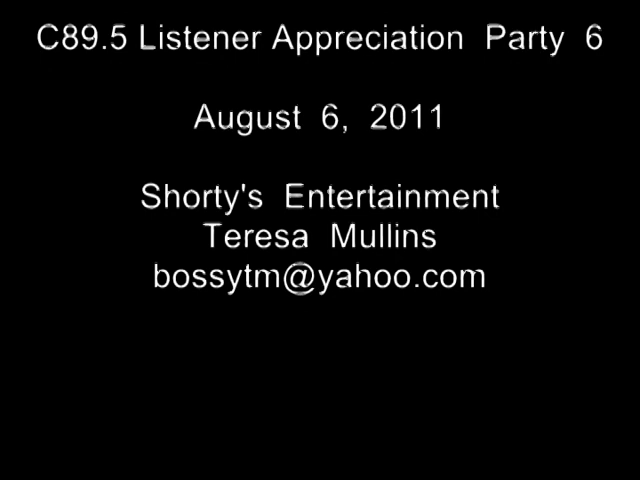 C89.5 Listener Appreciation Party 6
August 6, 2011
Shorty's Entertainment
Teresa Mullins
bossytm@yahoo.com